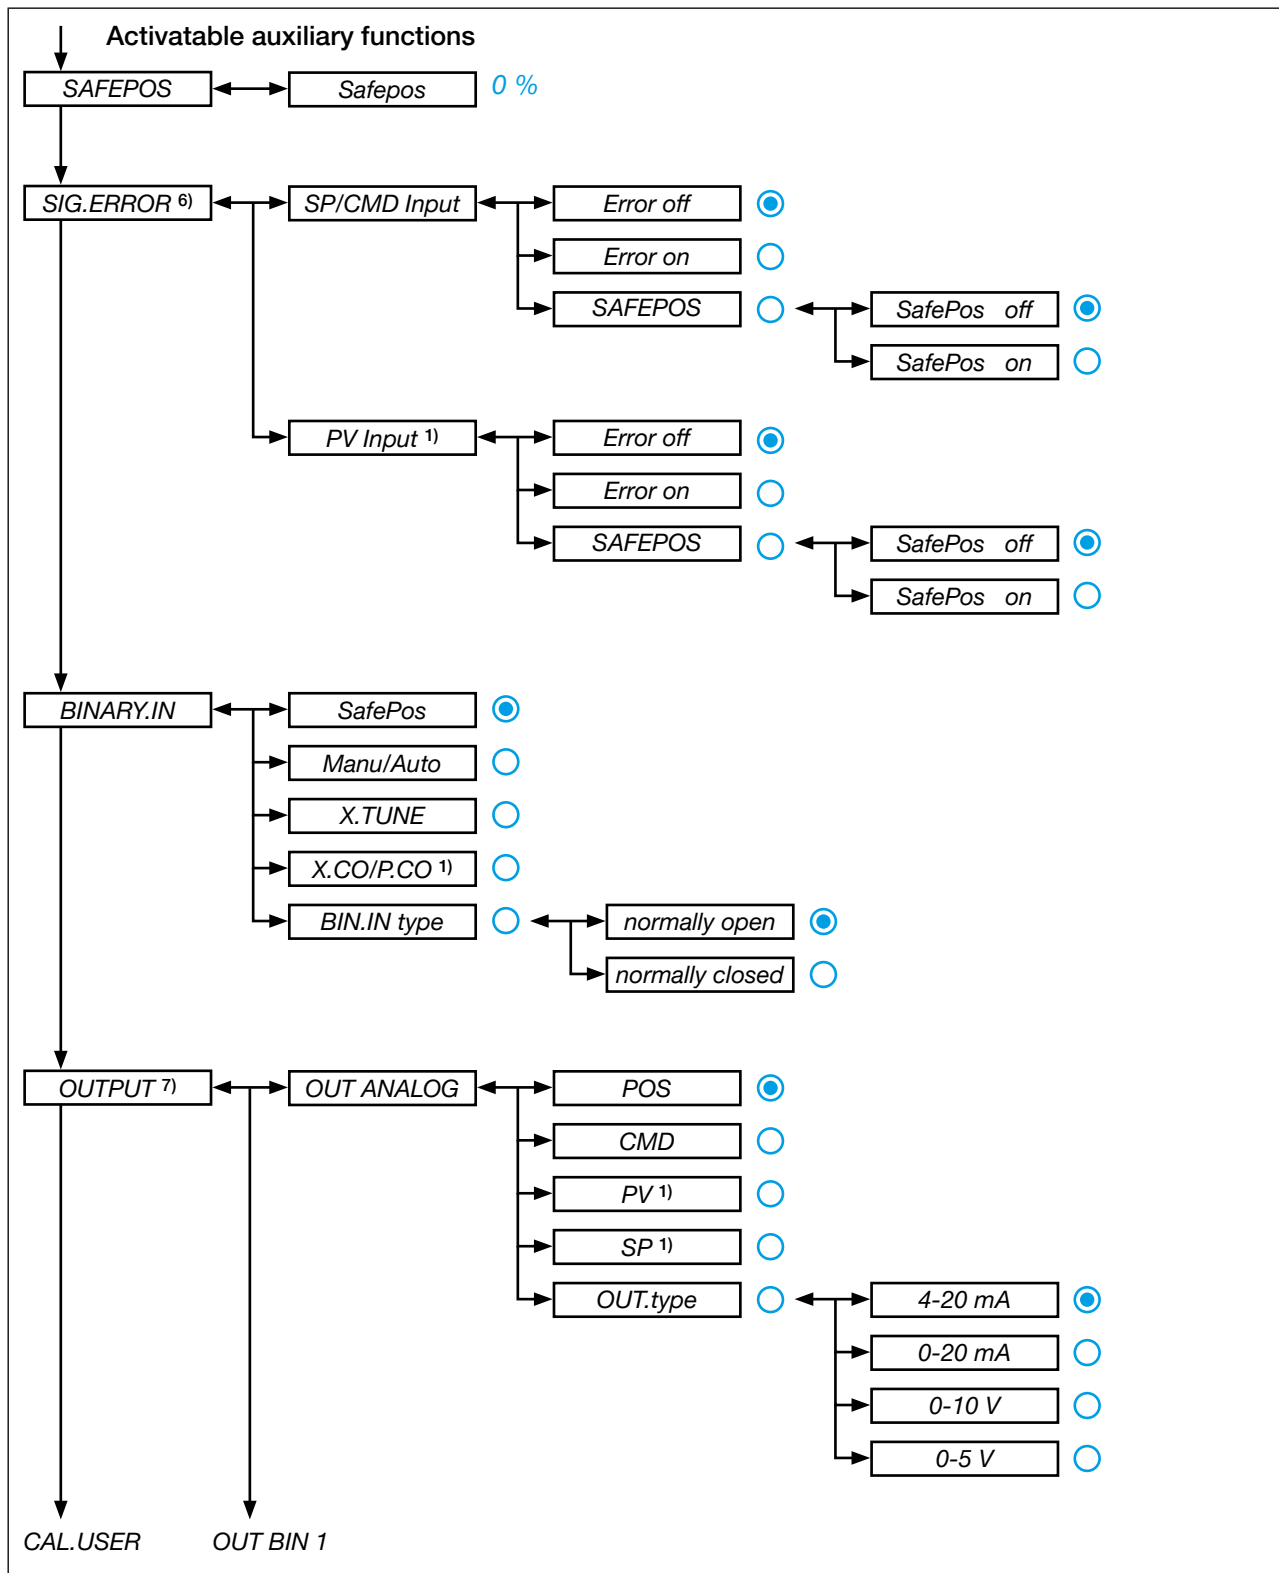 Activatable auxiliary functions
SAFEPOS Safepos 0 %
SIG.ERROR 6) SP/CMD Input Error off
Error on
SAFEPOS SafePos off
SafePos on
PV Input 1) Error off
Error on
SAFEPOS SafePos off
SafePos on
BINARY.IN SafePos
Manu/Auto
X.TUNE
X.CO/P.CO 1)
BIN.IN type normally open
normally closed
OUTPUT 7) OUT ANALOG POS
CMD
PV 1)
SP 1)
OUT.type 4-20 mA
0-20 mA
0-10 V
0-5 V
CAL.USER OUT BIN 1